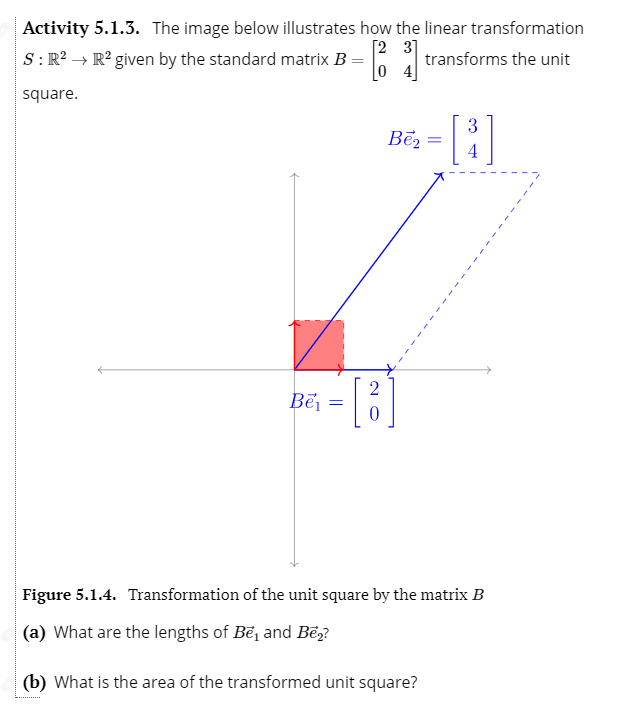 Activity 5.1.3. The image below illustrates how the linear transformation
S : ℝ² → ℝ² given by the standard matrix B = [2 3; 0 4] transforms the unit
square.
Be⃗₂ = [3; 4]
Be⃗₁ = [2; 0]
Figure 5.1.4. Transformation of the unit square by the matrix B
(a) What are the lengths of Be⃗₁ and Be⃗₂?
(b) What is the area of the transformed unit square?